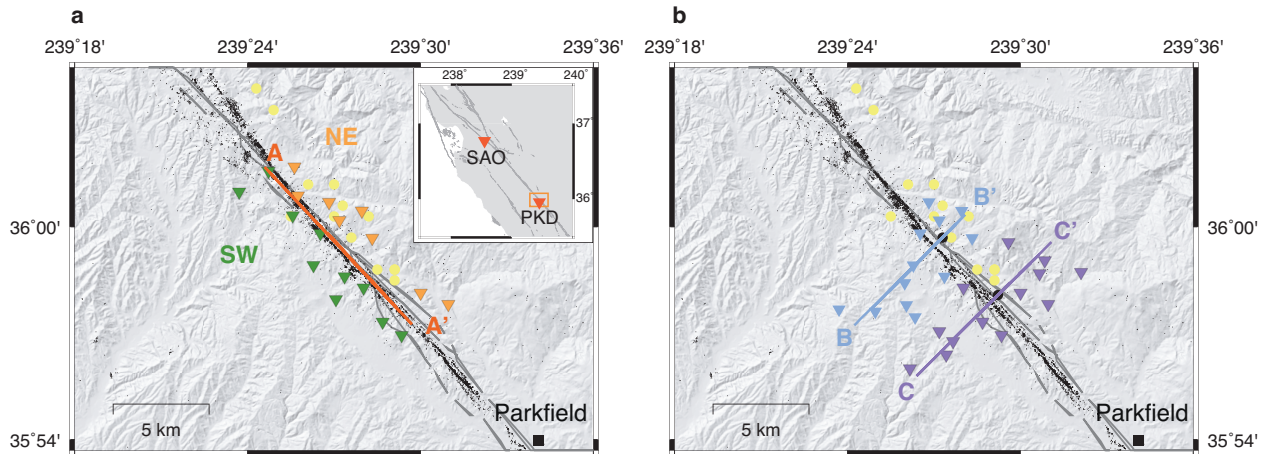 a
b
239˚18'
239˚24'
239˚30'
239˚36'
239˚18'
239˚24'
239˚30'
239˚36'
238˚
239˚
240˚
37˚
36˚
SAO
PKD
NE
A
SW
A'
36˚00'
36˚00'
B'
C'
B
C
Parkfield
Parkfield
5 km
5 km
35˚54'
35˚54'